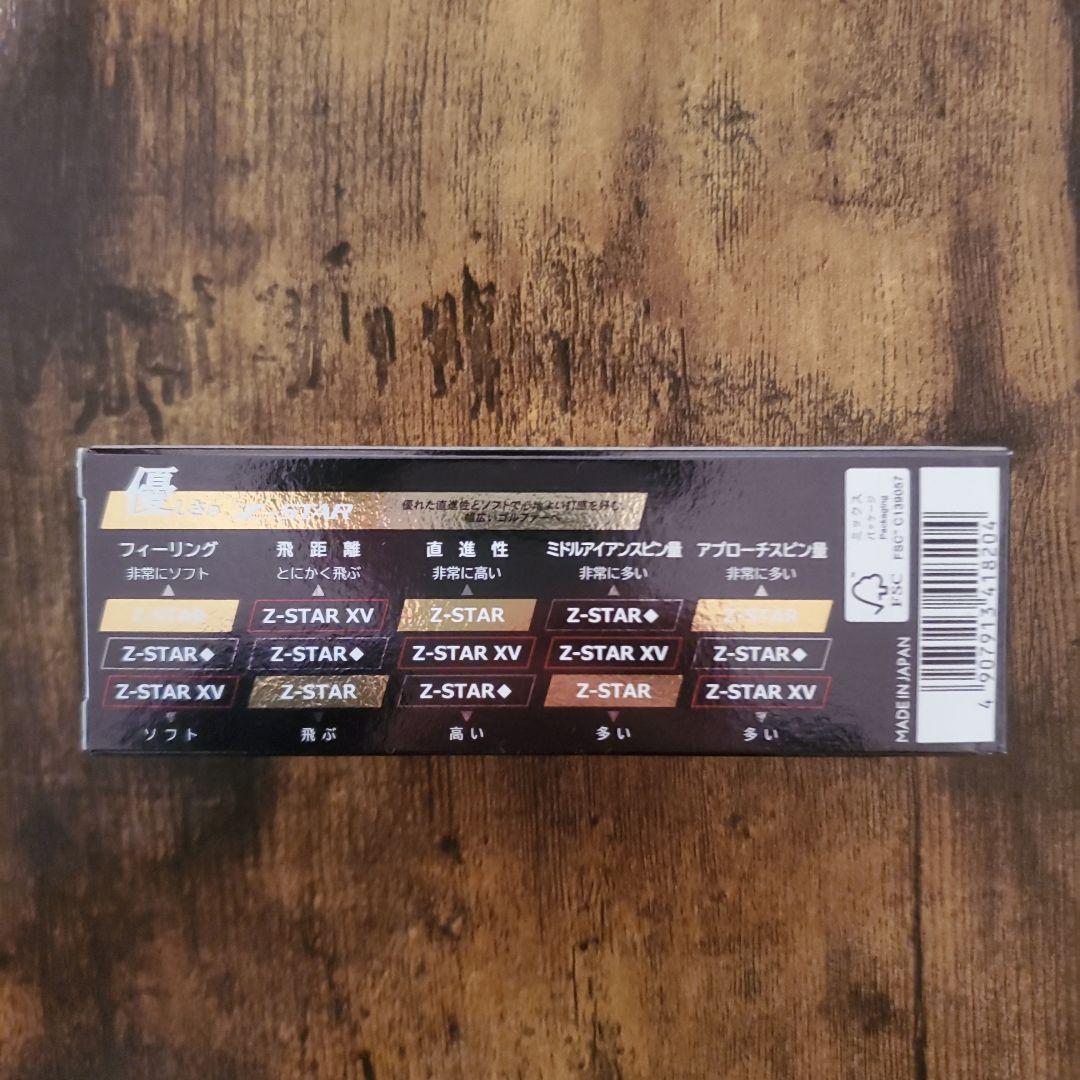 優しさの Z-STAR
優れた直進性とソフトで心地よい打感を好む
幅広いゴルファーへ
フィーリング 飛距離 直進性 ミドルアイアンスピン量 アプローチスピン量
非常にソフト とにかく飛ぶ 非常に高い 非常に多い 非常に多い
Z-STAR Z-STAR XV Z-STAR Z-STAR◆ Z-STAR
Z-STAR◆ Z-STAR◆ Z-STAR XV Z-STAR XV Z-STAR◆
Z-STAR XV Z-STAR Z-STAR◆ Z-STAR Z-STAR XV
ソフト 飛ぶ 高い 多い 多い
ミックス
パッケージ
Packaging
FSC® C139057
FSC
MADE IN JAPAN
4907913418204